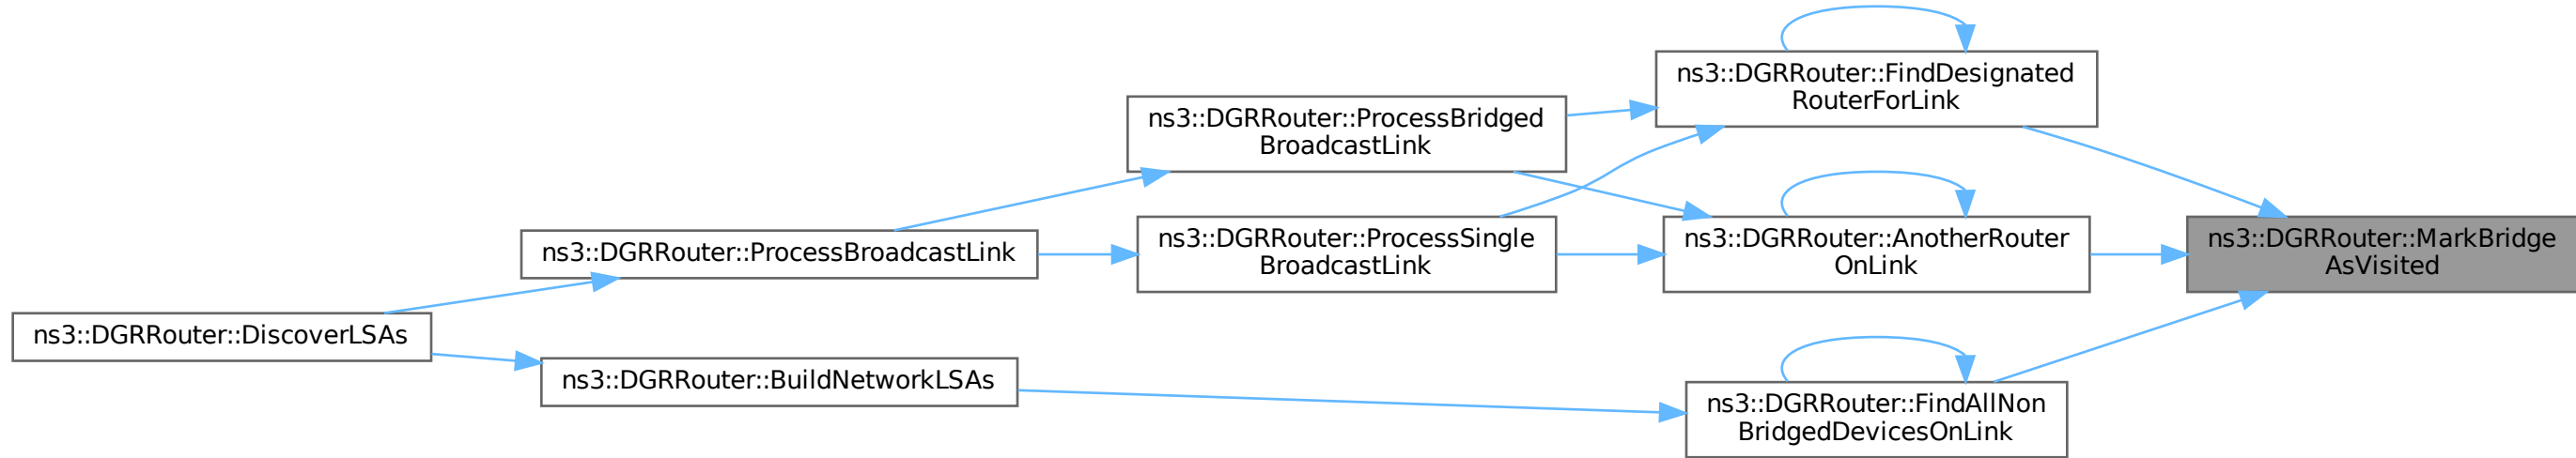 ns3::DGRRouter::FindDesignated
RouterForLink
ns3::DGRRouter::ProcessBridged
BroadcastLink
ns3::DGRRouter::ProcessBroadcastLink
ns3::DGRRouter::ProcessSingle
BroadcastLink
ns3::DGRRouter::AnotherRouter
OnLink
ns3::DGRRouter::MarkBridge
AsVisited
ns3::DGRRouter::DiscoverLSAs
ns3::DGRRouter::BuildNetworkLSAs
ns3::DGRRouter::FindAllNon
BridgedDevicesOnLink